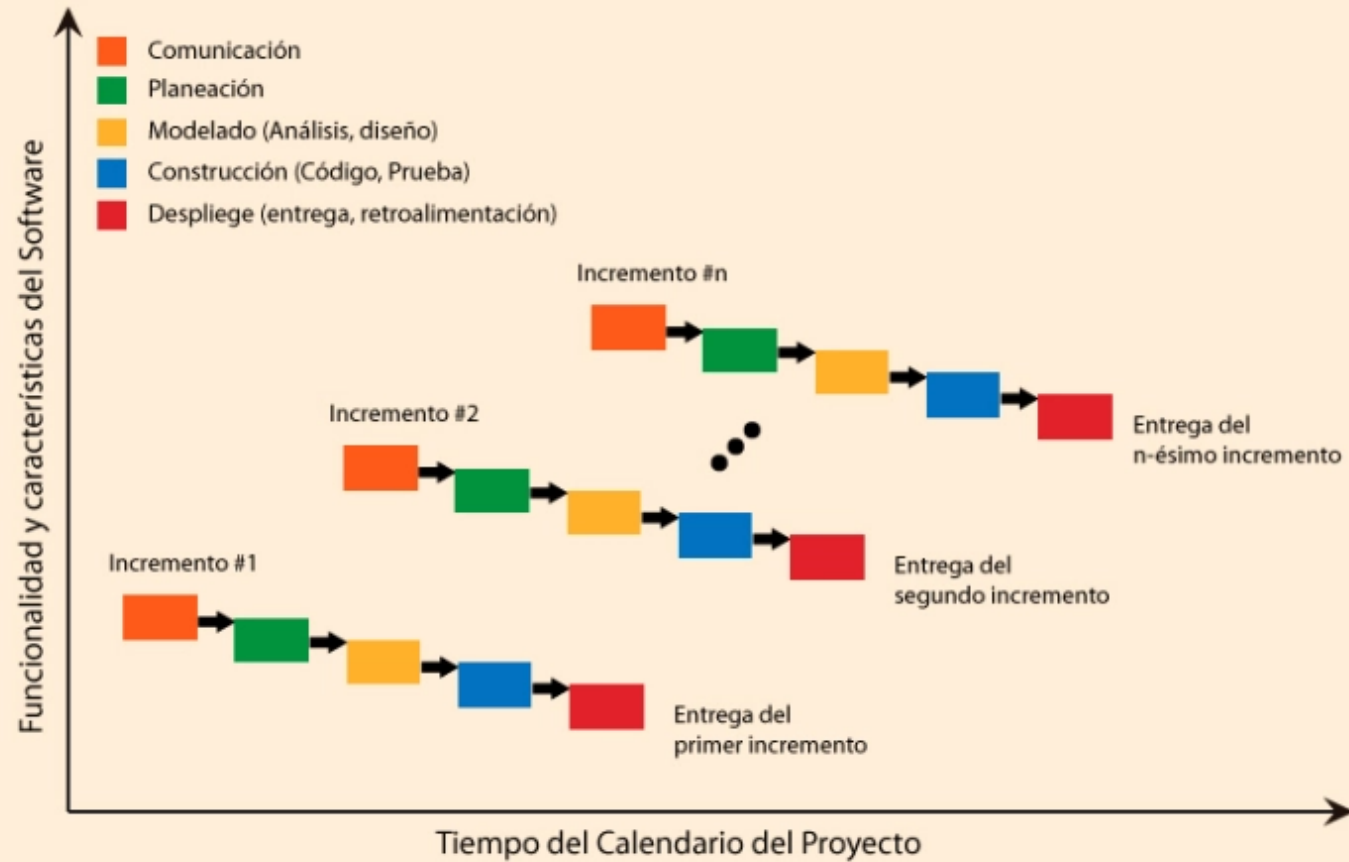 Funcionalidad y características del Software
Comunicación
Planeación
Modelado (Análisis, diseño)
Construcción (Código, Prueba)
Despliege (entrega, retroalimentación)
Incremento #n
Entrega del
n-ésimo incremento
Incremento #2
Entrega del
segundo incremento
Incremento #1
Entrega del
primer incremento
Tiempo del Calendario del Proyecto